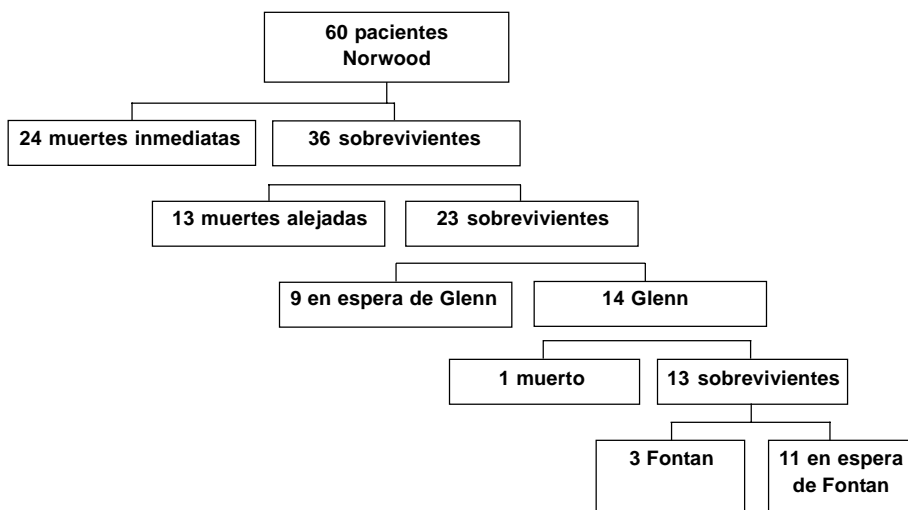 60 pacientes
Norwood
24 muertes inmediatas
36 sobrevivientes
13 muertes alejadas
23 sobrevivientes
9 en espera de Glenn
14 Glenn
1 muerto
13 sobrevivientes
3 Fontan
11 en espera
de Fontan